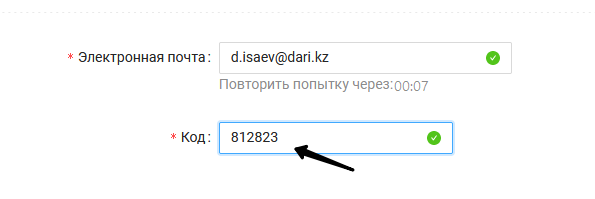 * Электронная почта: d.isaev@dari.kz
Повторить попытку через:00:07
* Код: 812823